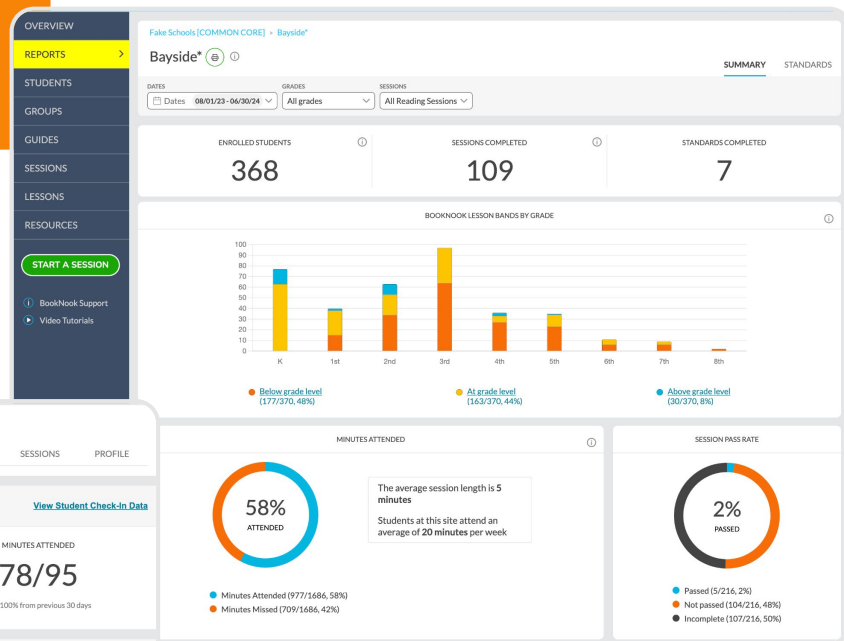 OVERVIEW
REPORTS >
STUDENTS
GROUPS
GUIDES
SESSIONS
LESSONS
RESOURCES
START A SESSION
BookNook Support
Video Tutorials
Fake Schools [COMMON CORE] > Bayside*
Bayside*
SUMMARY STANDARDS
DATES GRADES SESSIONS
Dates 08/01/23 - 06/30/24 All grades All Reading Sessions
ENROLLED STUDENTS SESSIONS COMPLETED STANDARDS COMPLETED
368 109 7
BOOKNOOK LESSON BANDS BY GRADE
100
90
80
70
60
50
40
30
20
10
0
K 1st 2nd 3rd 4th 5th 6th 7th 8th
Below grade level At grade level Above grade level
(177/370, 48%) (163/370, 44%) (30/370, 8%)
SESSIONS PROFILE
View Student Check-In Data
MINUTES ATTENDED
78/95
100% from previous 30 days
MINUTES ATTENDED
58%
ATTENDED
The average session length is 5
minutes
Students at this site attend an
average of 20 minutes per week
Minutes Attended (977/1686, 58%)
Minutes Missed (709/1686, 42%)
SESSION PASS RATE
2%
PASSED
Passed (5/216, 2%)
Not passed (104/216, 48%)
Incomplete (107/216, 50%)